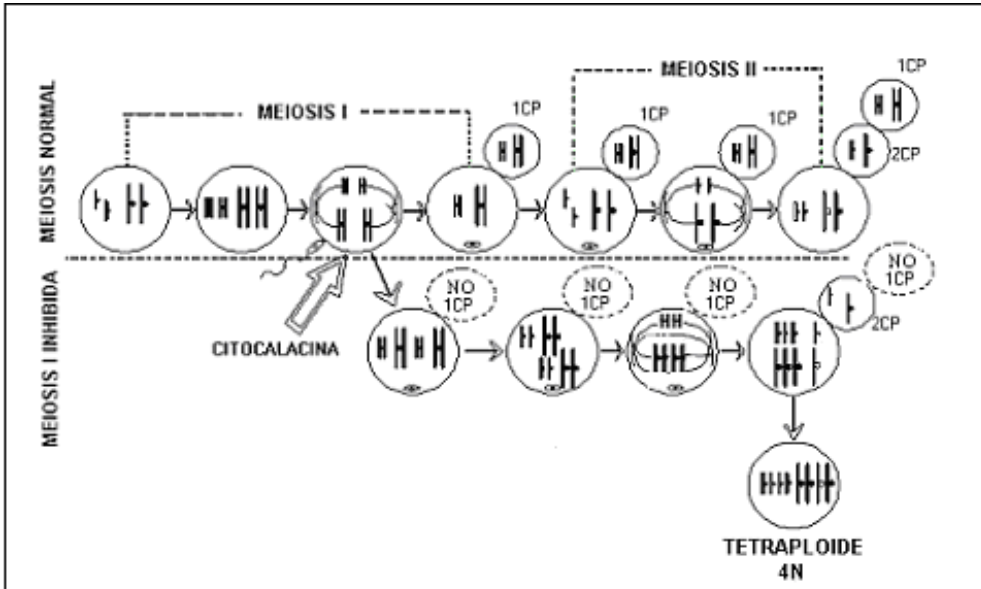 MEIOSIS NORMAL
MEIOSIS I
MEIOSIS II
1CP
1CP
1CP
1CP
2CP
MEIOSIS I INHIBIDA
CITOCALACINA
NO
1CP
NO
1CP
NO
1CP
NO
1CP
2CP
TETRAPLOIDE
4N